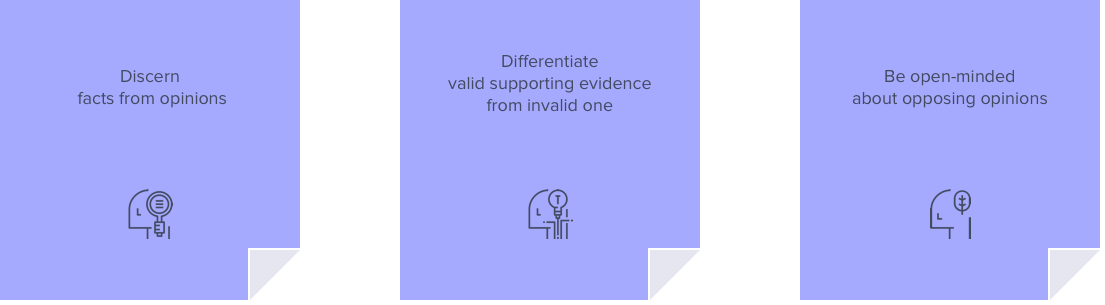 Discern
facts from opinions
Differentiate
valid supporting evidence
from invalid one
Be open-minded
about opposing opinions